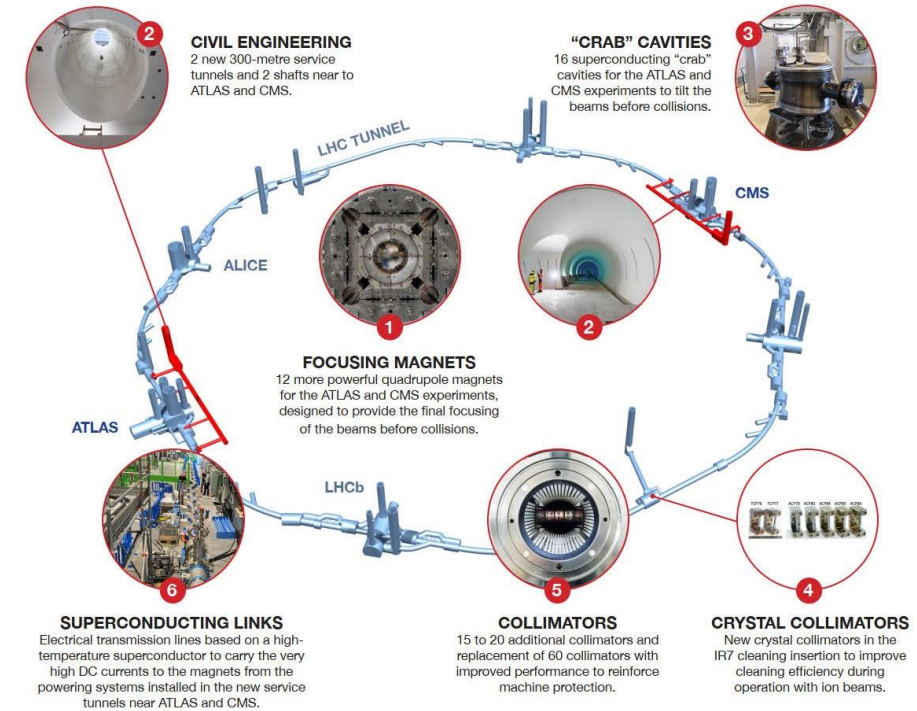 2
CIVIL ENGINEERING
2 new 300-metre service
tunnels and 2 shafts near to
ATLAS and CMS.
“CRAB” CAVITIES
16 superconducting “crab”
cavities for the ATLAS and
CMS experiments to tilt the
beams before collisions.
3
LHC TUNNEL
CMS
ALICE
1
2
FOCUSING MAGNETS
12 more powerful quadrupole magnets
for the ATLAS and CMS experiments,
designed to provide the final focusing
of the beams before collisions.
ATLAS
LHCb
6
5
4
SUPERCONDUCTING LINKS
Electrical transmission lines based on a high-
temperature superconductor to carry the very
high DC currents to the magnets from the
powering systems installed in the new service
tunnels near ATLAS and CMS.
COLLIMATORS
15 to 20 additional collimators and
replacement of 60 collimators with
improved performance to reinforce
machine protection.
CRYSTAL COLLIMATORS
New crystal collimators in the
IR7 cleaning insertion to improve
cleaning efficiency during
operation with ion beams.